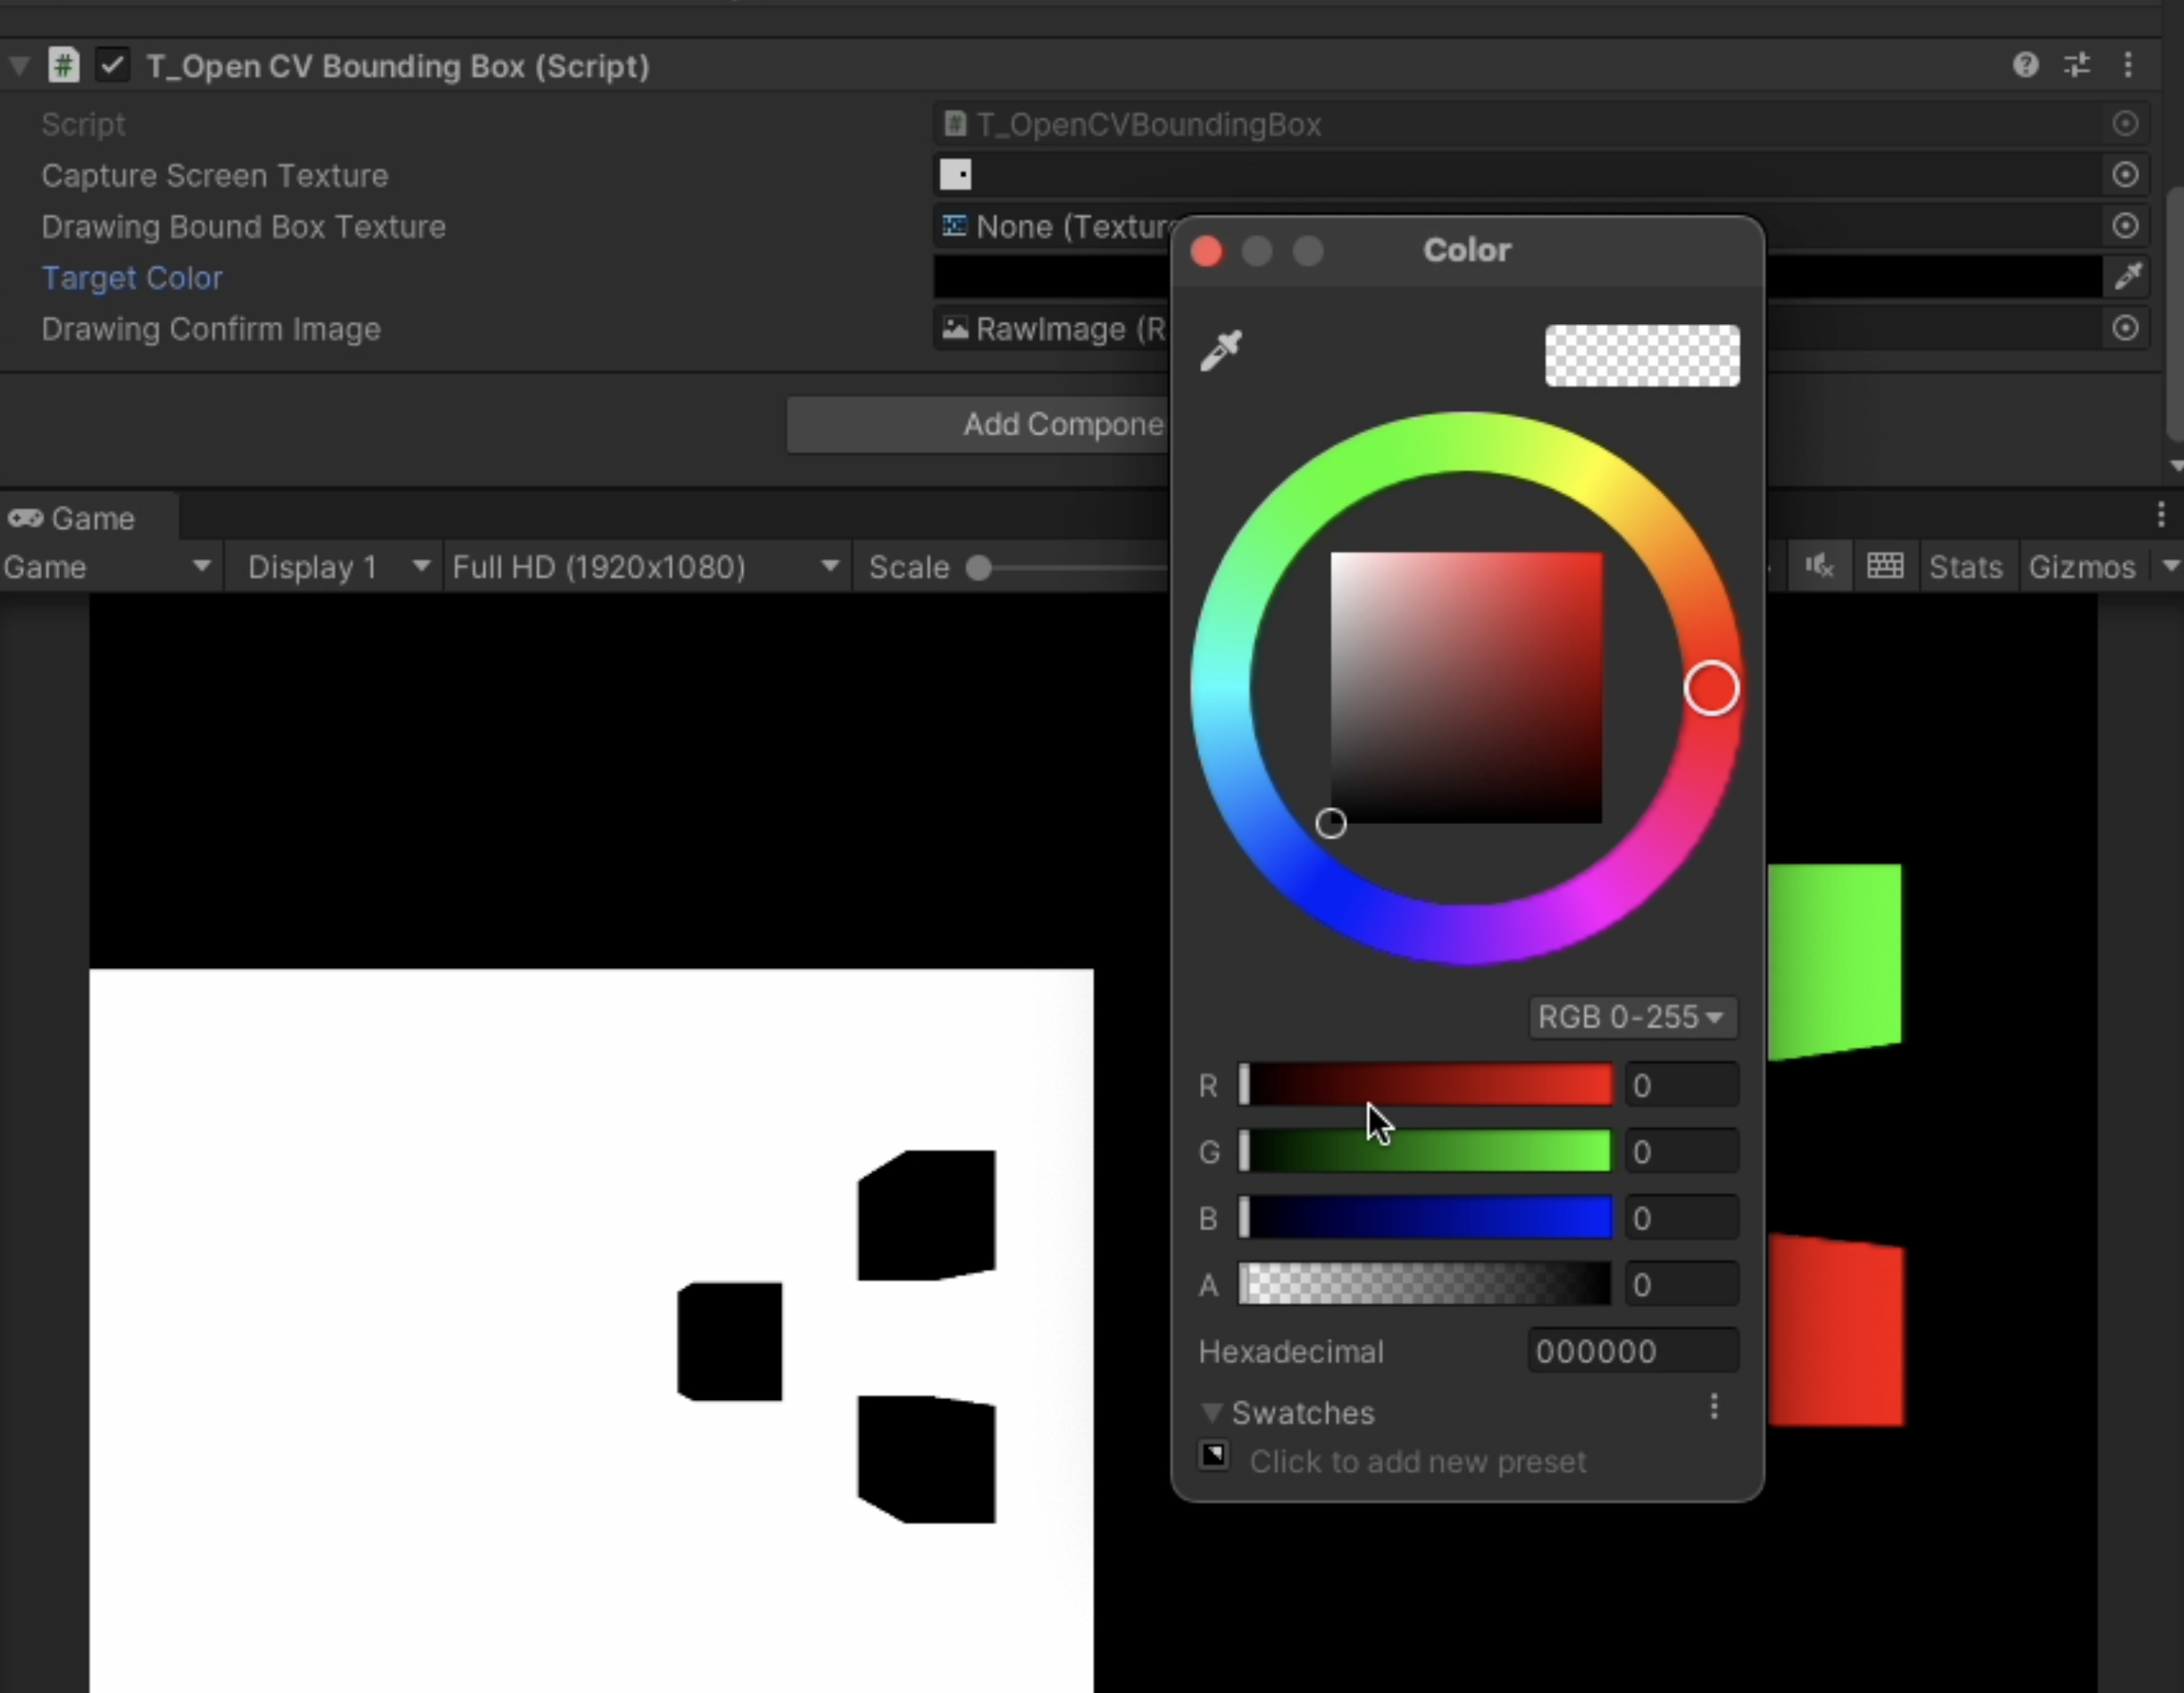 T_Open CV Bounding Box (Script)
Script
T_OpenCVBoundingBox
Capture Screen Texture
Drawing Bound Box Texture
None (Texture
Target Color
Drawing Confirm Image
RawImage (R
Add Compone
Color
Game
Game
Display 1
Full HD (1920x1080)
Scale
Stats
Gizmos
RGB 0-255
R
0
G
0
B
0
A
0
Hexadecimal
000000
Swatches
Click to add new preset